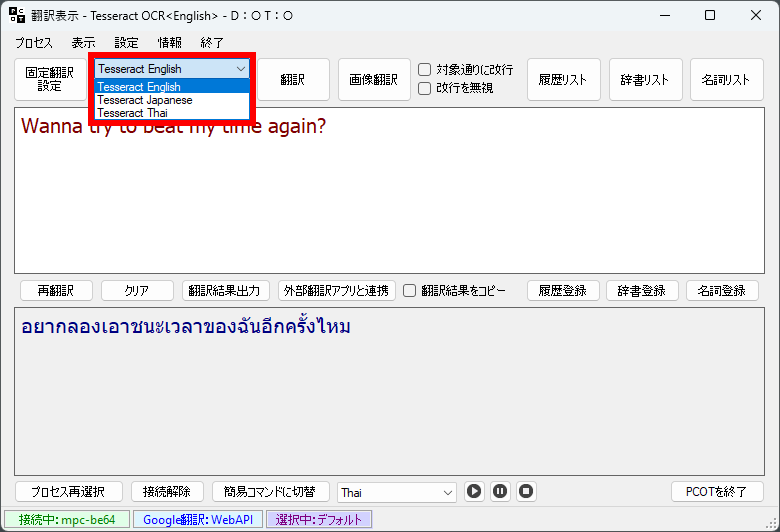 翻訳表示 - Tesseract OCR<English> - D：O T：O
プロセス 表示 設定 情報 終了
固定翻訳
設定
Tesseract English
Tesseract English
Tesseract Japanese
Tesseract Thai
翻訳
画像翻訳
対象通りに改行
改行を無視
履歴リスト
辞書リスト
名詞リスト
Wanna try to beat my time again?
再翻訳 クリア 翻訳結果出力 外部翻訳アプリと連携 翻訳結果をコピー 履歴登録 辞書登録 名詞登録
อยากลองเอาชนะเวลาของฉันอีกครั้งไหม
プロセス再選択 接続解除 簡易コマンドに切替 Thai PCOTを終了
接続中: mpc-be64 Google翻訳: WebAPI 選択中: デフォルト